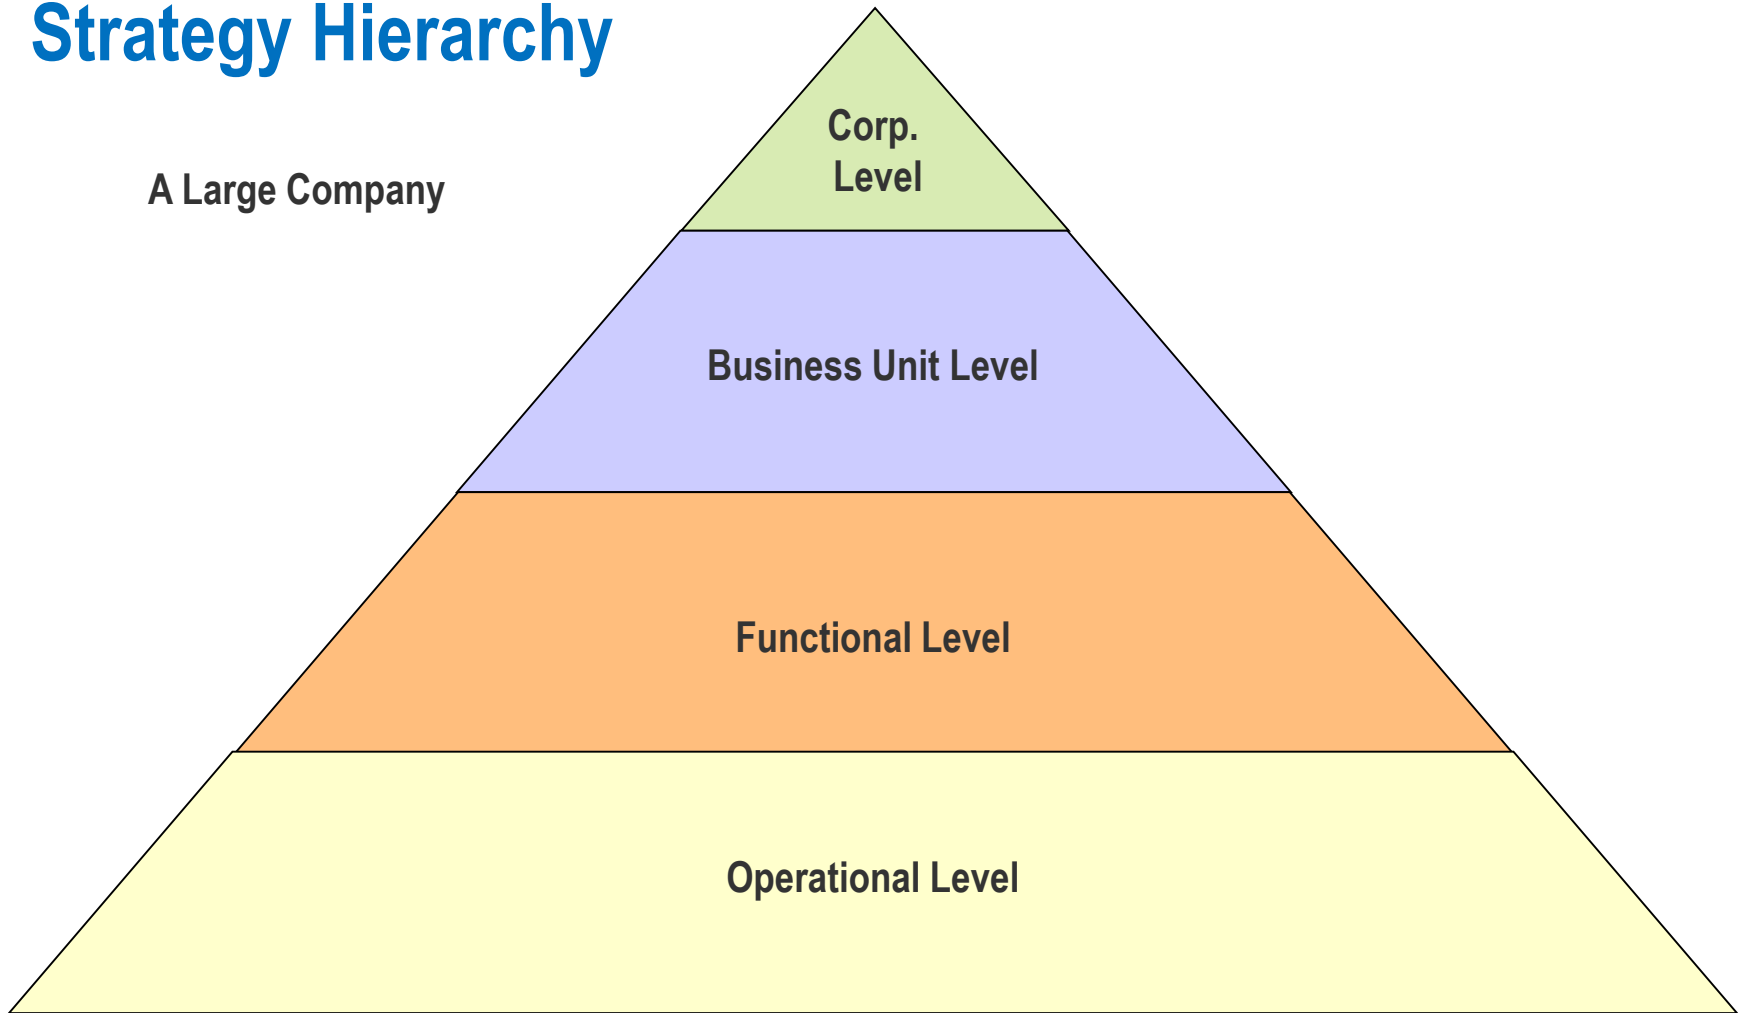 Strategy Hierarchy
A Large Company
Corp.
Level
Business Unit Level
Functional Level
Operational Level